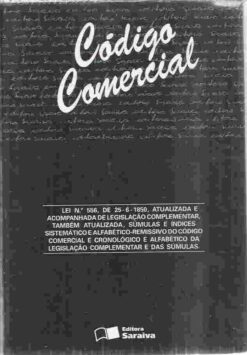 Código
Comercial
LEI N.º 556, DE 25-6-1850, ATUALIZADA E
ACOMPANHADA DE LEGISLAÇÃO COMPLEMENTAR,
TAMBÉM ATUALIZADA, SÚMULAS E ÍNDICES
SISTEMÁTICO E ALFABÉTICO-REMISSIVO DO CÓDIGO
COMERCIAL E CRONOLÓGICO E ALFABÉTICO DA
LEGISLAÇÃO COMPLEMENTAR E DAS SÚMULAS.
Editora
Saraiva